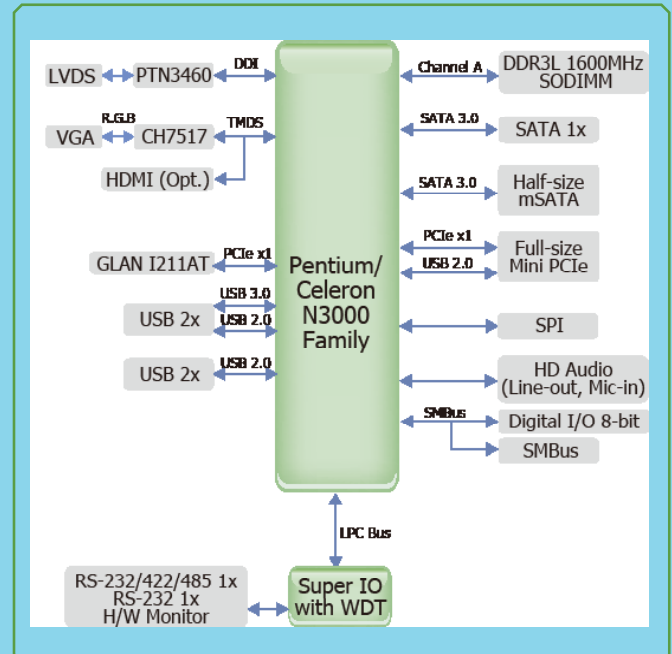 LVDS
PTN3460
DDI
R.G.B
VGA
CH7517
TMDS
HDMI (Opt.)
GLAN I211AT
PCIe x1
USB 3.0
USB 2x
USB 2.0
USB 2.0
USB 2x
Pentium/
Celeron
N3000
Family
Channel A
DDR3L 1600MHz
SODIMM
SATA 3.0
SATA 1x
SATA 3.0
Half-size
mSATA
PCIe x1
USB 2.0
Full-size
Mini PCIe
SPI
HD Audio
(Line-out, Mic-in)
SMBus
Digital I/O 8-bit
SMBus
LPC Bus
Super IO
with WDT
RS-232/422/485 1x
RS-232 1x
H/W Monitor